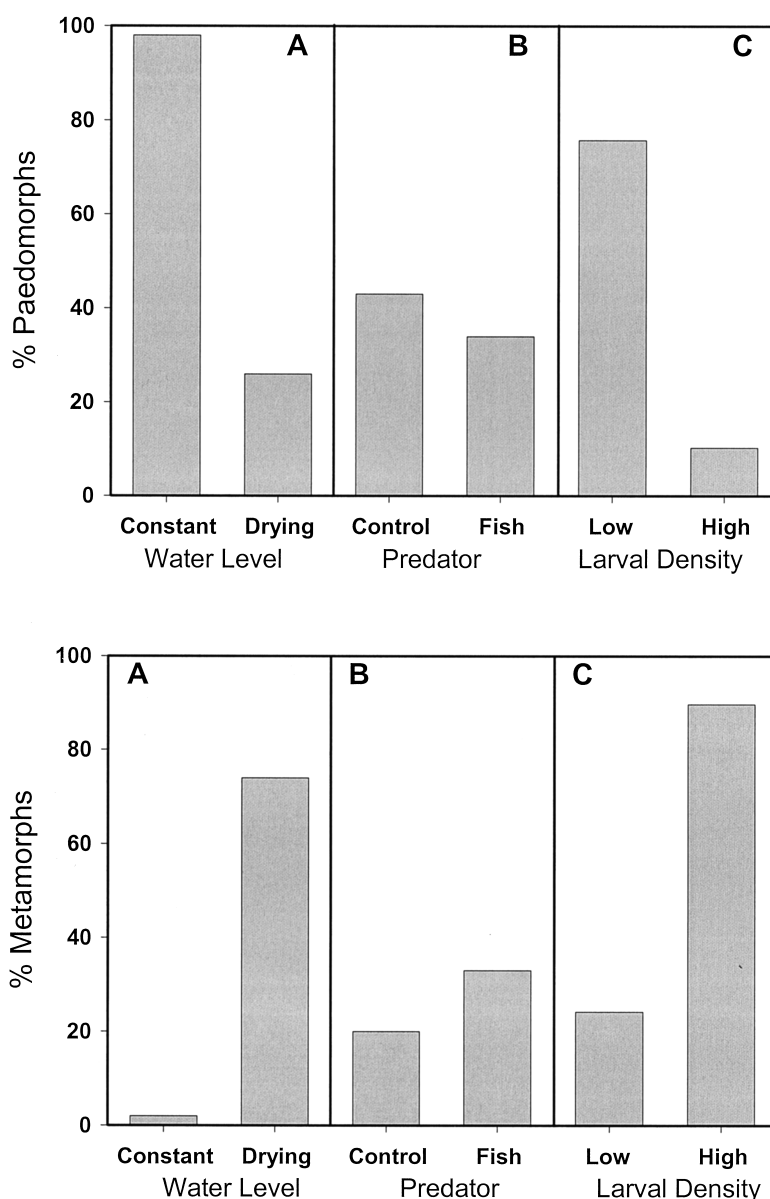 % Paedomorphs
100
80
60
40
20
0
A
B
C
Constant Drying Control Fish Low High
Water Level Predator Larval Density
% Metamorphs
100
80
60
40
20
0
A
B
C
Constant Drying Control Fish Low High
Water Level Predator Larval Density